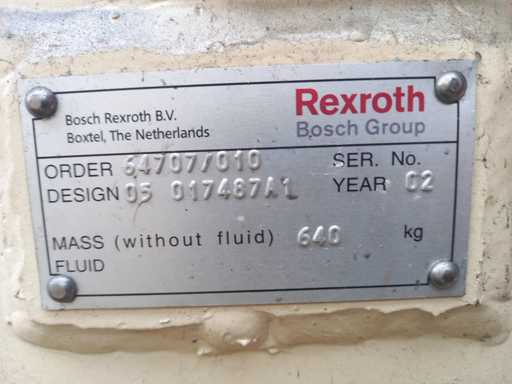 Bosch Rexroth B.V.
Boxtel, The Netherlands
Rexroth
Bosch Group
ORDER 64707/010 SER. No.
DESIGN 05 017487A1 YEAR 02
MASS (without fluid) 640 kg
FLUID